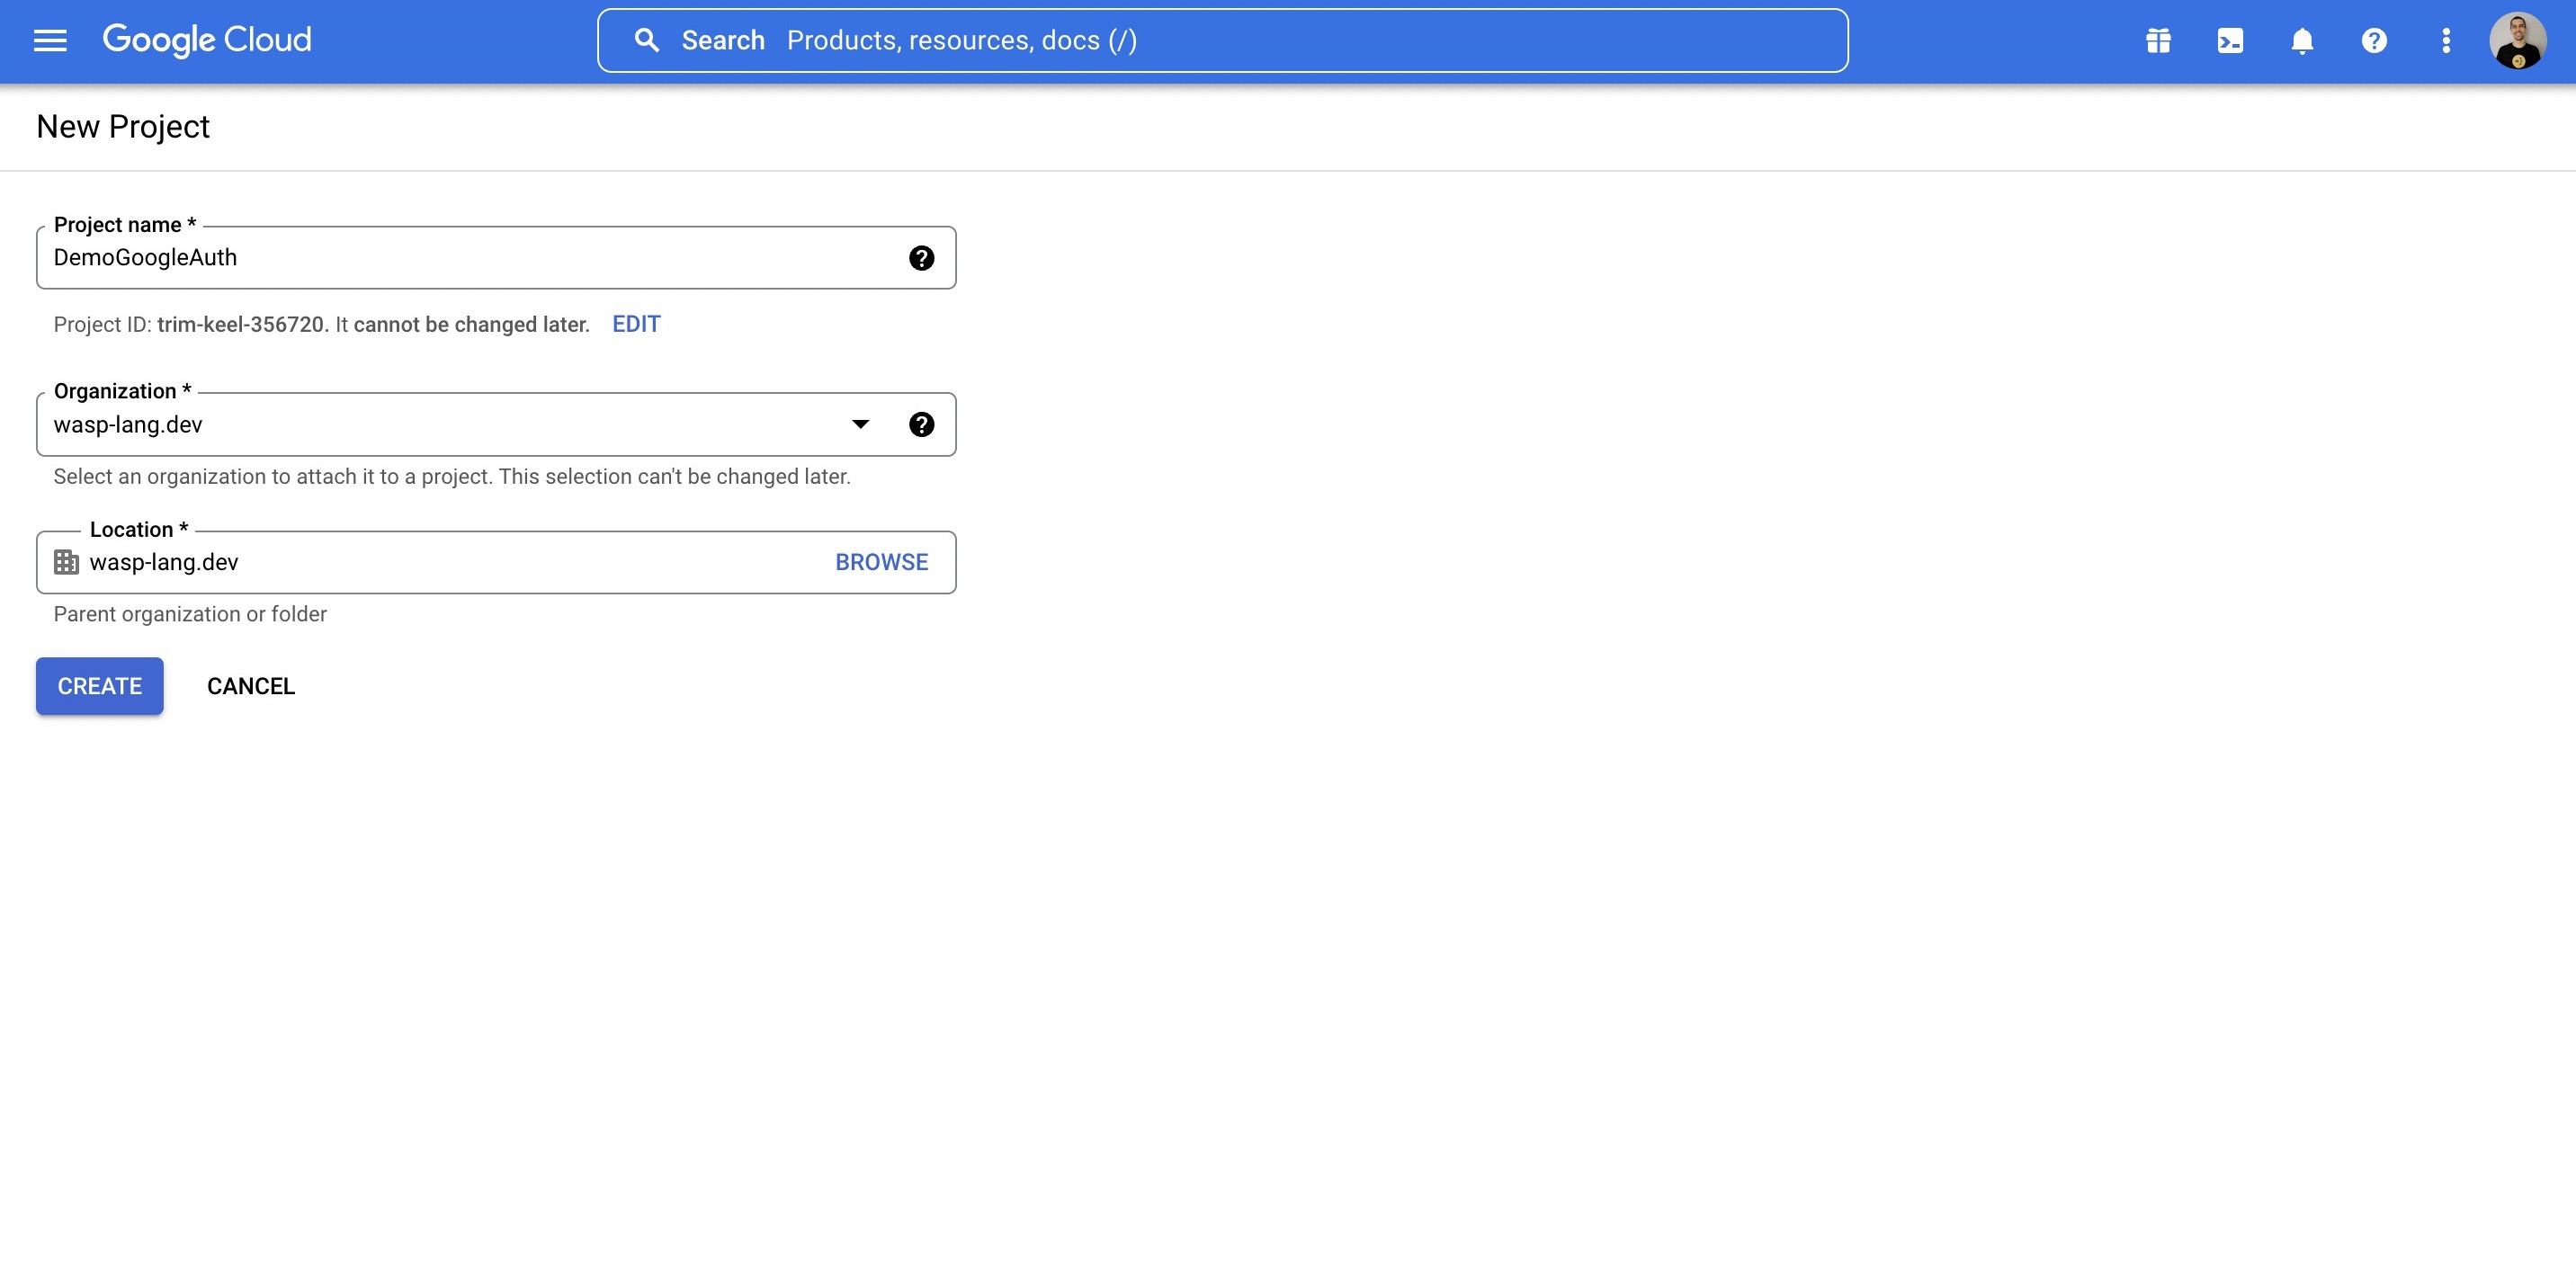 Google Cloud
Search Products, resources, docs (/)
New Project
Project name *
DemoGoogleAuth
Project ID: trim-keel-356720. It cannot be changed later. EDIT
Organization *
wasp-lang.dev
Select an organization to attach it to a project. This selection can't be changed later.
Location *
wasp-lang.dev BROWSE
Parent organization or folder
CREATE CANCEL